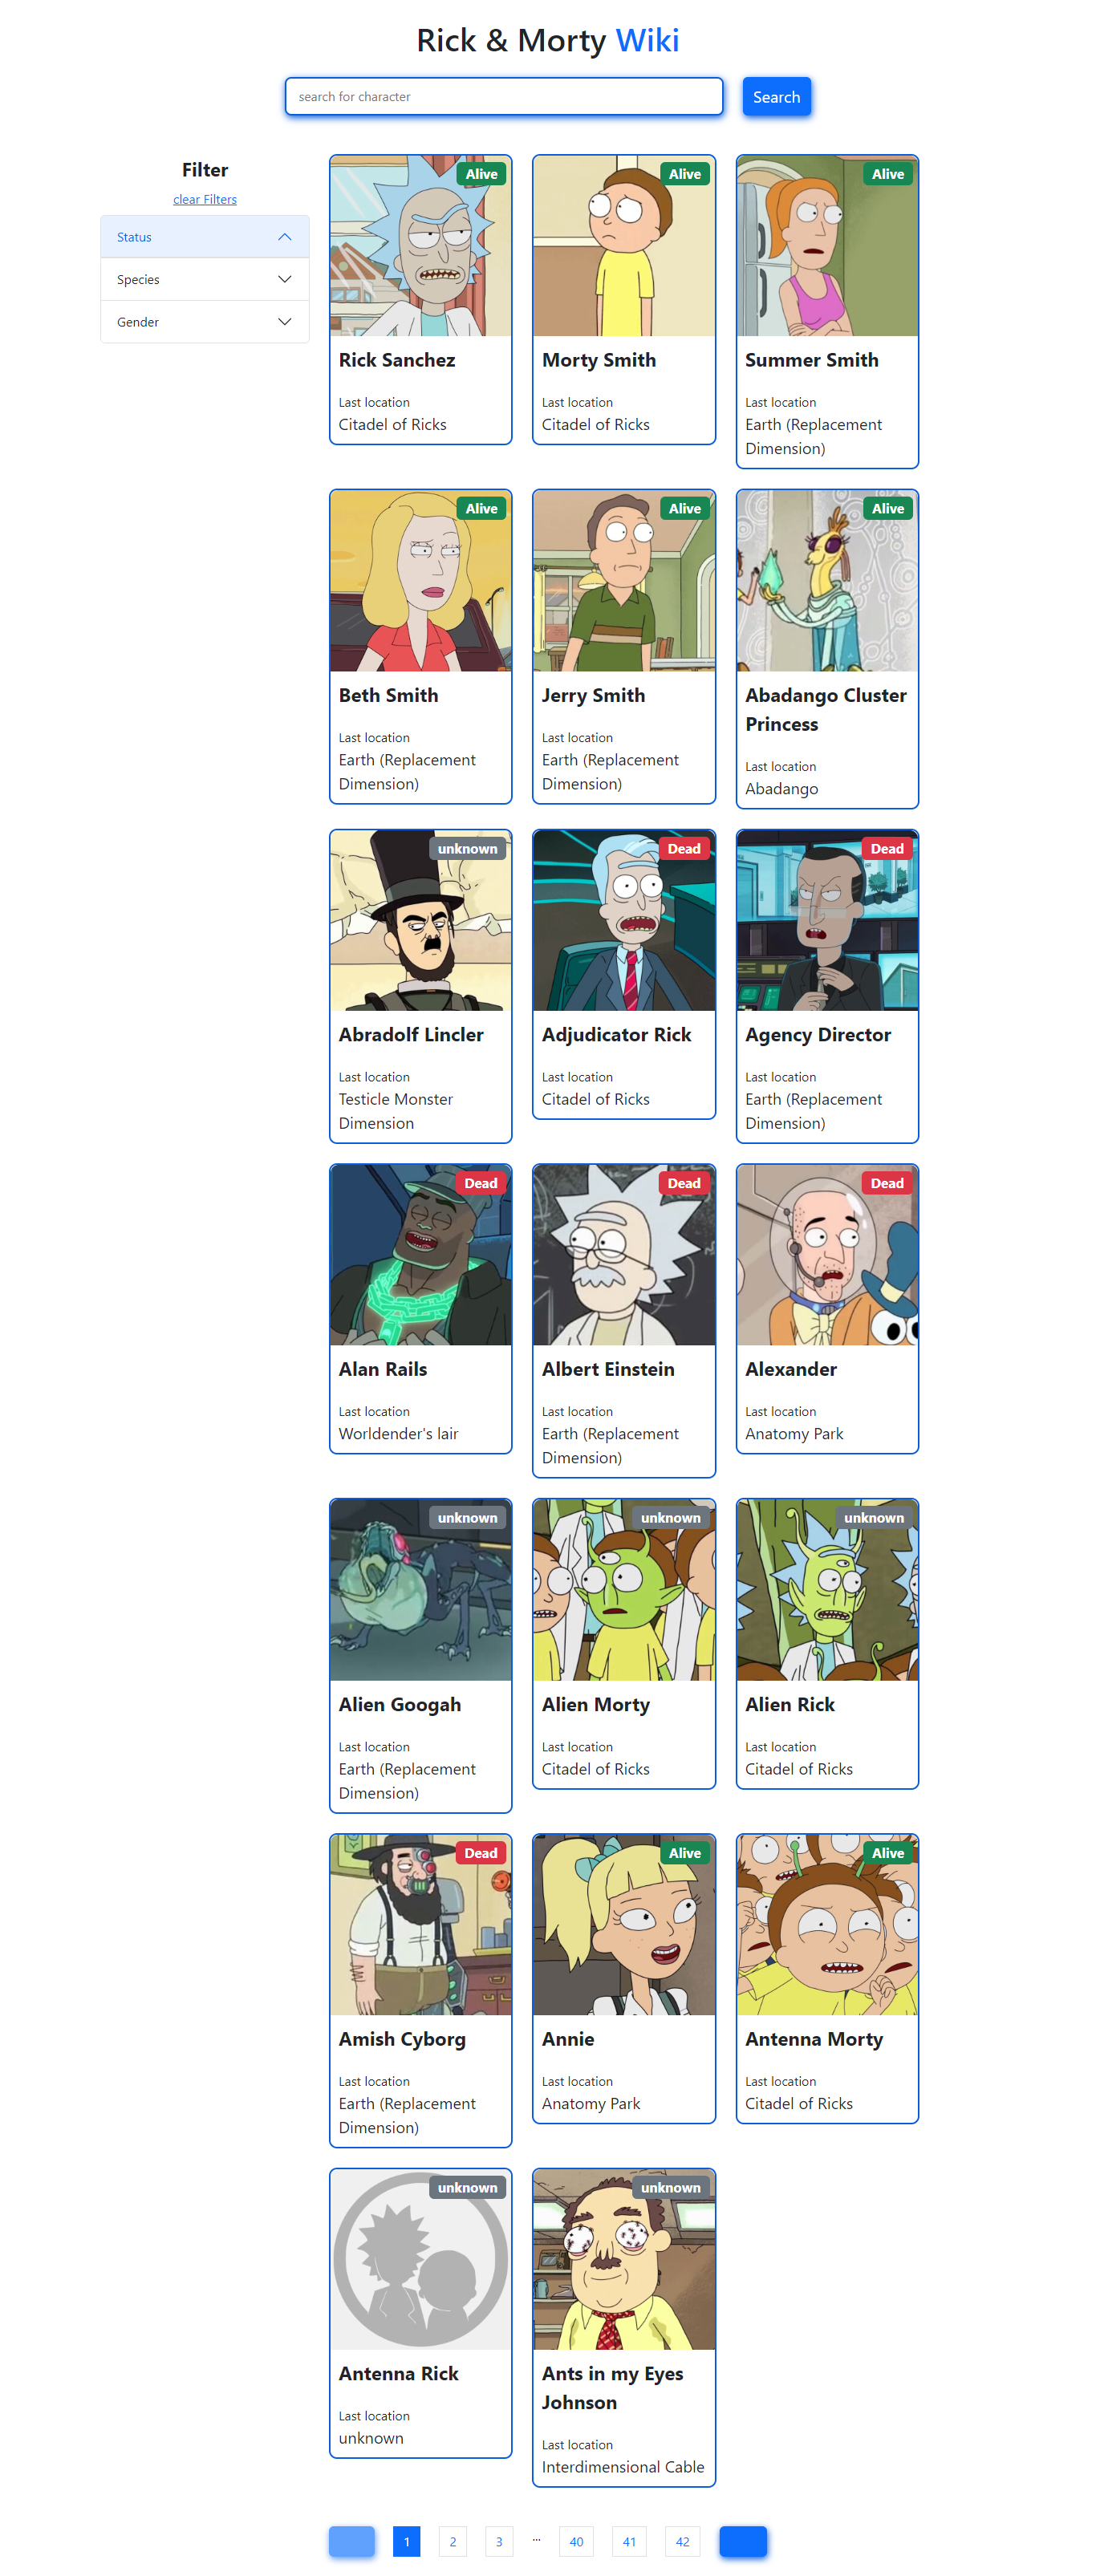 Rick & Morty Wiki
search for character
Search
Filter
clear Filters
Status
Species
Gender
Alive
Rick Sanchez
Last location
Citadel of Ricks
Alive
Morty Smith
Last location
Citadel of Ricks
Alive
Summer Smith
Last location
Earth (Replacement
Dimension)
Alive
Beth Smith
Last location
Earth (Replacement
Dimension)
Alive
Jerry Smith
Last location
Earth (Replacement
Dimension)
Alive
Abadango Cluster
Princess
Last location
Abadango
unknown
Abradolf Lincler
Last location
Testicle Monster
Dimension
Dead
Adjudicator Rick
Last location
Citadel of Ricks
Dead
Agency Director
Last location
Earth (Replacement
Dimension)
Dead
Alan Rails
Last location
Worldender's lair
Dead
Albert Einstein
Last location
Earth (Replacement
Dimension)
Dead
Alexander
Last location
Anatomy Park
unknown
Alien Googah
Last location
Earth (Replacement
Dimension)
unknown
Alien Morty
Last location
Citadel of Ricks
unknown
Alien Rick
Last location
Citadel of Ricks
Dead
Amish Cyborg
Last location
Earth (Replacement
Dimension)
Alive
Annie
Last location
Anatomy Park
Alive
Antenna Morty
Last location
Citadel of Ricks
unknown
Antenna Rick
Last location
unknown
unknown
Ants in my Eyes
Johnson
Last location
Interdimensional Cable
1 2 3 ... 40 41 42